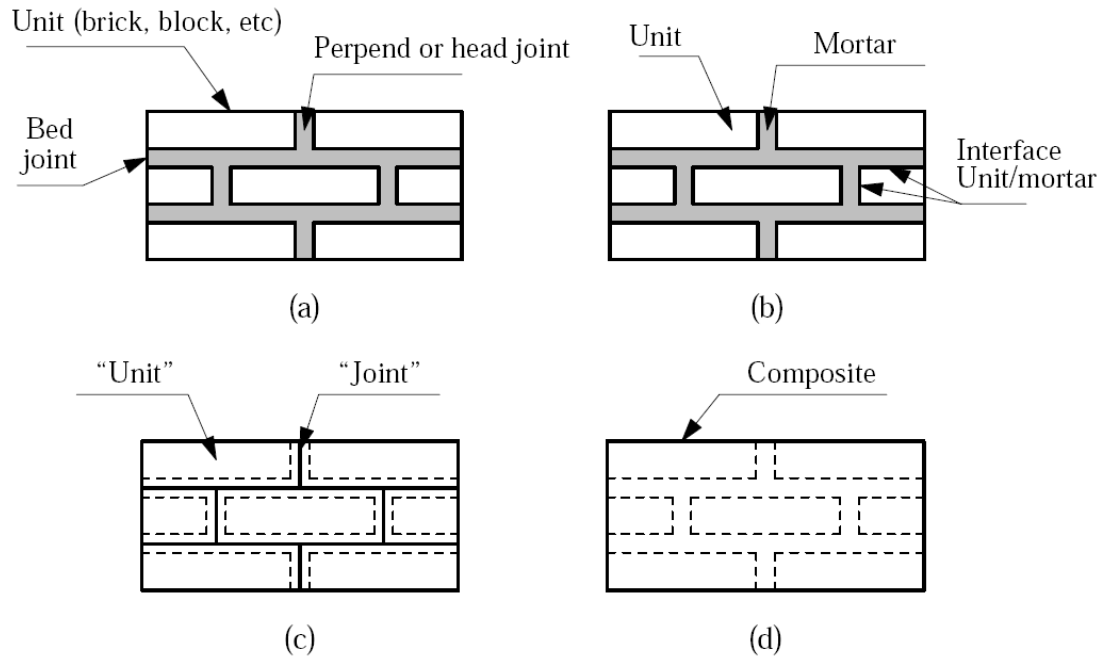 Unit (brick, block, etc)
Perpend or head joint
Bed
joint
(a)
Unit
Mortar
Interface
Unit/mortar
(b)
“Unit”
“Joint”
(c)
Composite
(d)